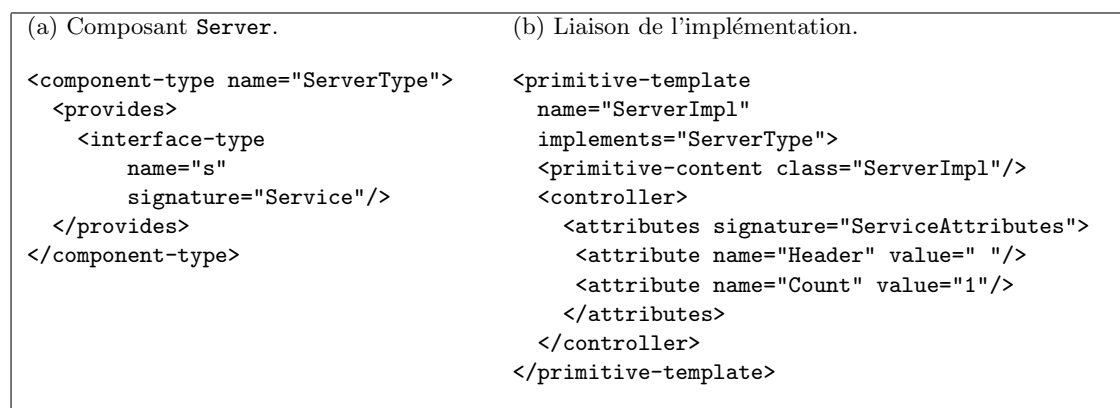 (a) Composant Server.
<component-type name="ServerType">
  <provides>
    <interface-type
        name="s"
        signature="Service"/>
  </provides>
</component-type>
(b) Liaison de l'implémentation.
<primitive-template
  name="ServerImpl"
  implements="ServerType">
  <primitive-content class="ServerImpl"/>
  <controller>
    <attributes signature="ServiceAttributes">
     <attribute name="Header" value=" "/>
     <attribute name="Count" value="1"/>
    </attributes>
  </controller>
</primitive-template>